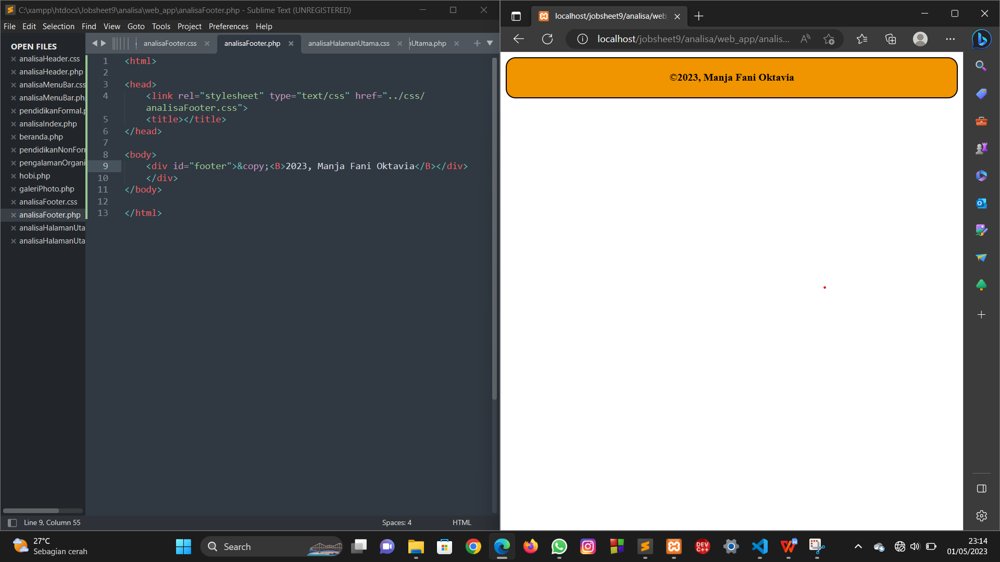 C:\xampp\htdocs\Jobsheet9\analisa\web_app\analisaFooter.php - Sublime Text (UNREGISTERED)
File Edit Selection Find View Goto Tools Project Preferences Help
OPEN FILES
analisaHeader.css
analisaHeader.php
analisaMenuBar.css
analisaMenuBar.ph
pendidikanFormal.p
analisaIndex.php
beranda.php
pendidikanNonForm
pengalamanOrgani
hobi.php
galeriPhoto.php
analisaFooter.css
analisaFooter.php
analisaHalamanUta
analisaHalamanUta
analisaFooter.css analisaFooter.php analisaHalamanUtama.css Utama.php
1 <html>
2
3 <head>
4 <link rel="stylesheet" type="text/css" href="../css/
analisaFooter.css">
5 <title></title>
6 </head>
7
8 <body>
9 <div id="footer">&copy;<B>2023, Manja Fani Oktavia</B></div>
10 </div>
11 </body>
12
13 </html>
Line 9, Column 55 Spaces: 4 HTML
localhost/jobsheet9/analisa/web_
localhost/jobsheet9/analisa/web_app/analis...
©2023, Manja Fani Oktavia
27°C
Sebagian cerah
Search
DEV
C++
23:14
01/05/2023